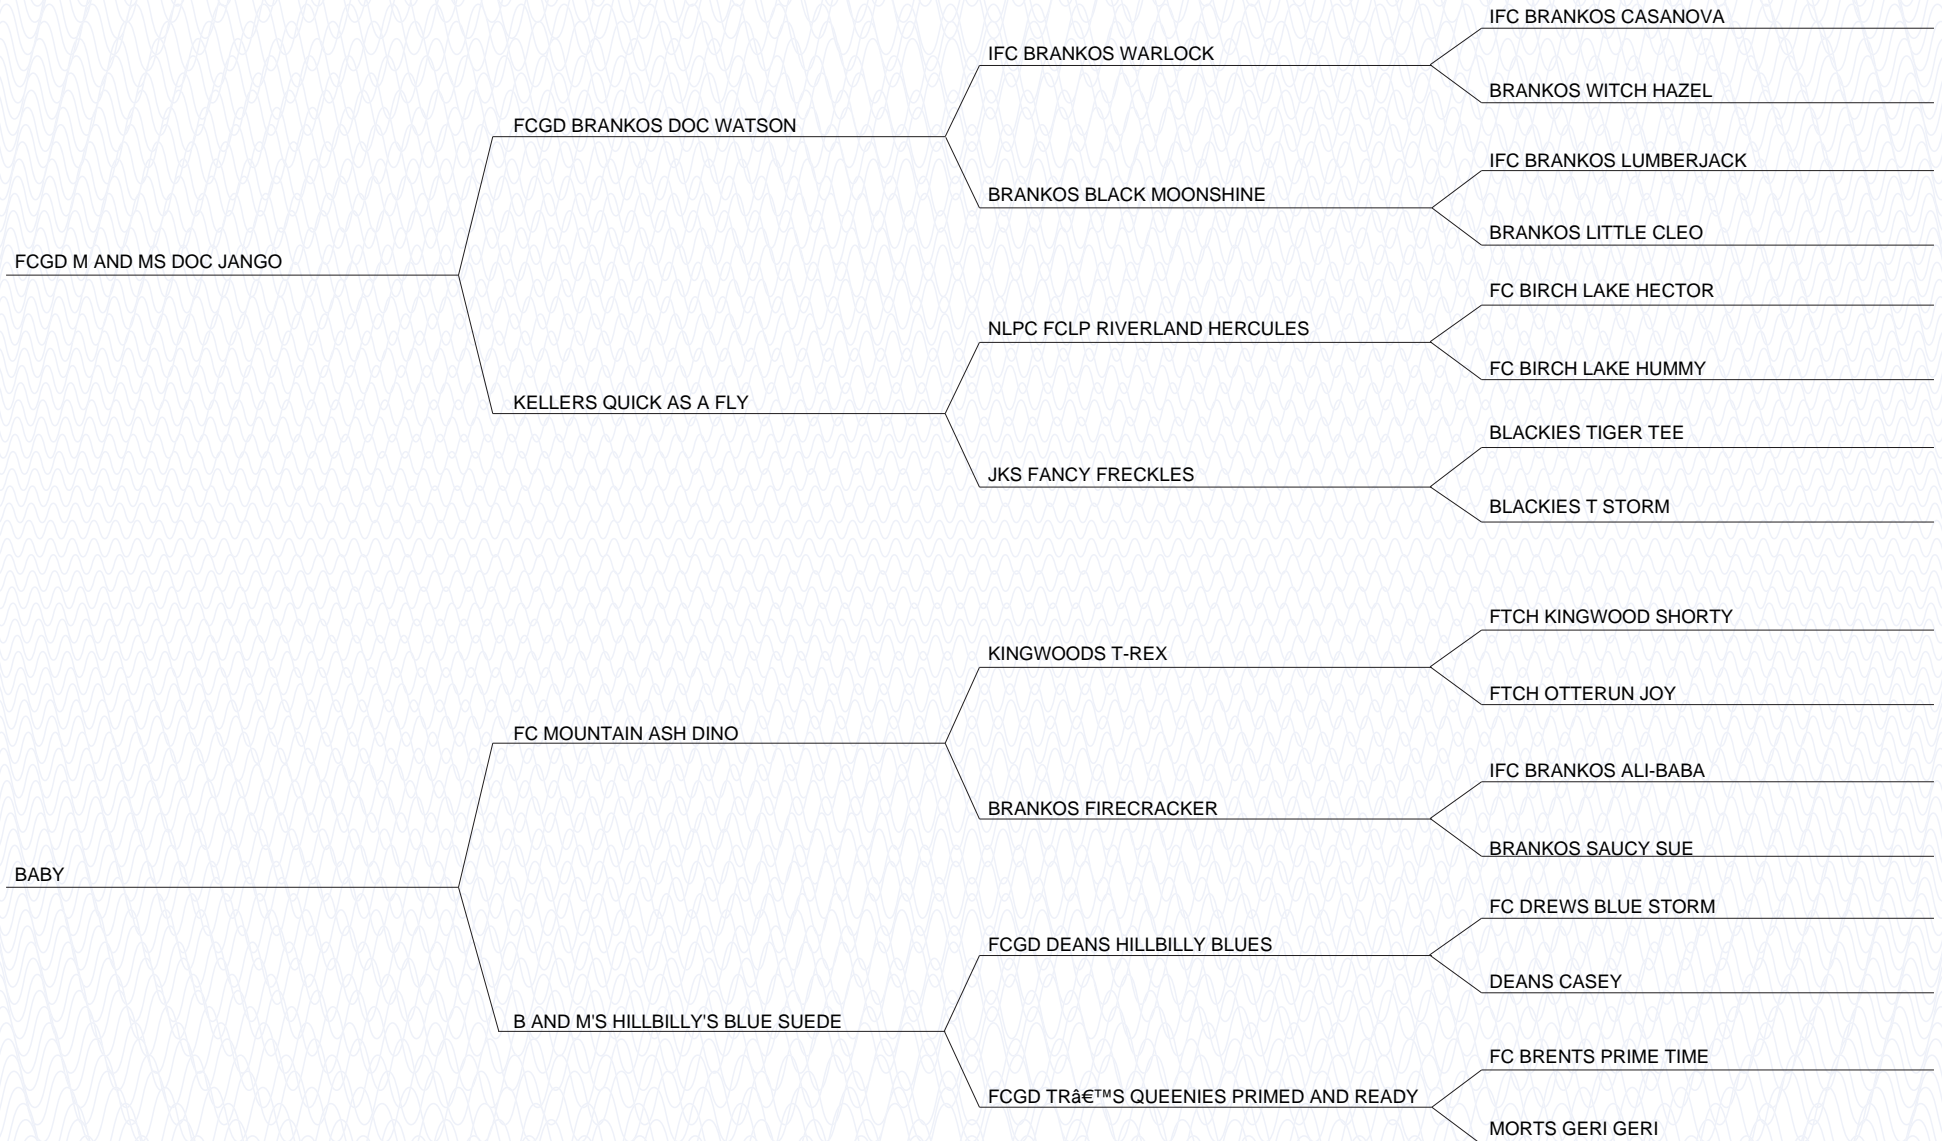 IFC BRANKOS CASANOVA
IFC BRANKOS WARLOCK
BRANKOS WITCH HAZEL
FCGD BRANKOS DOC WATSON
IFC BRANKOS LUMBERJACK
BRANKOS BLACK MOONSHINE
BRANKOS LITTLE CLEO
FCGD M AND MS DOC JANGO
FC BIRCH LAKE HECTOR
NLPC FCLP RIVERLAND HERCULES
FC BIRCH LAKE HUMMY
KELLERS QUICK AS A FLY
BLACKIES TIGER TEE
JKS FANCY FRECKLES
BLACKIES T STORM
FTCH KINGWOOD SHORTY
KINGWOODS T-REX
FTCH OTTERUN JOY
FC MOUNTAIN ASH DINO
IFC BRANKOS ALI-BABA
BRANKOS FIRECRACKER
BRANKOS SAUCY SUE
BABY
FC DREWS BLUE STORM
FCGD DEANS HILLBILLY BLUES
DEANS CASEY
B AND M'S HILLBILLY'S BLUE SUEDE
FC BRENTS PRIME TIME
FCGD TRâ€™S QUEENIES PRIMED AND READY
MORTS GERI GERI